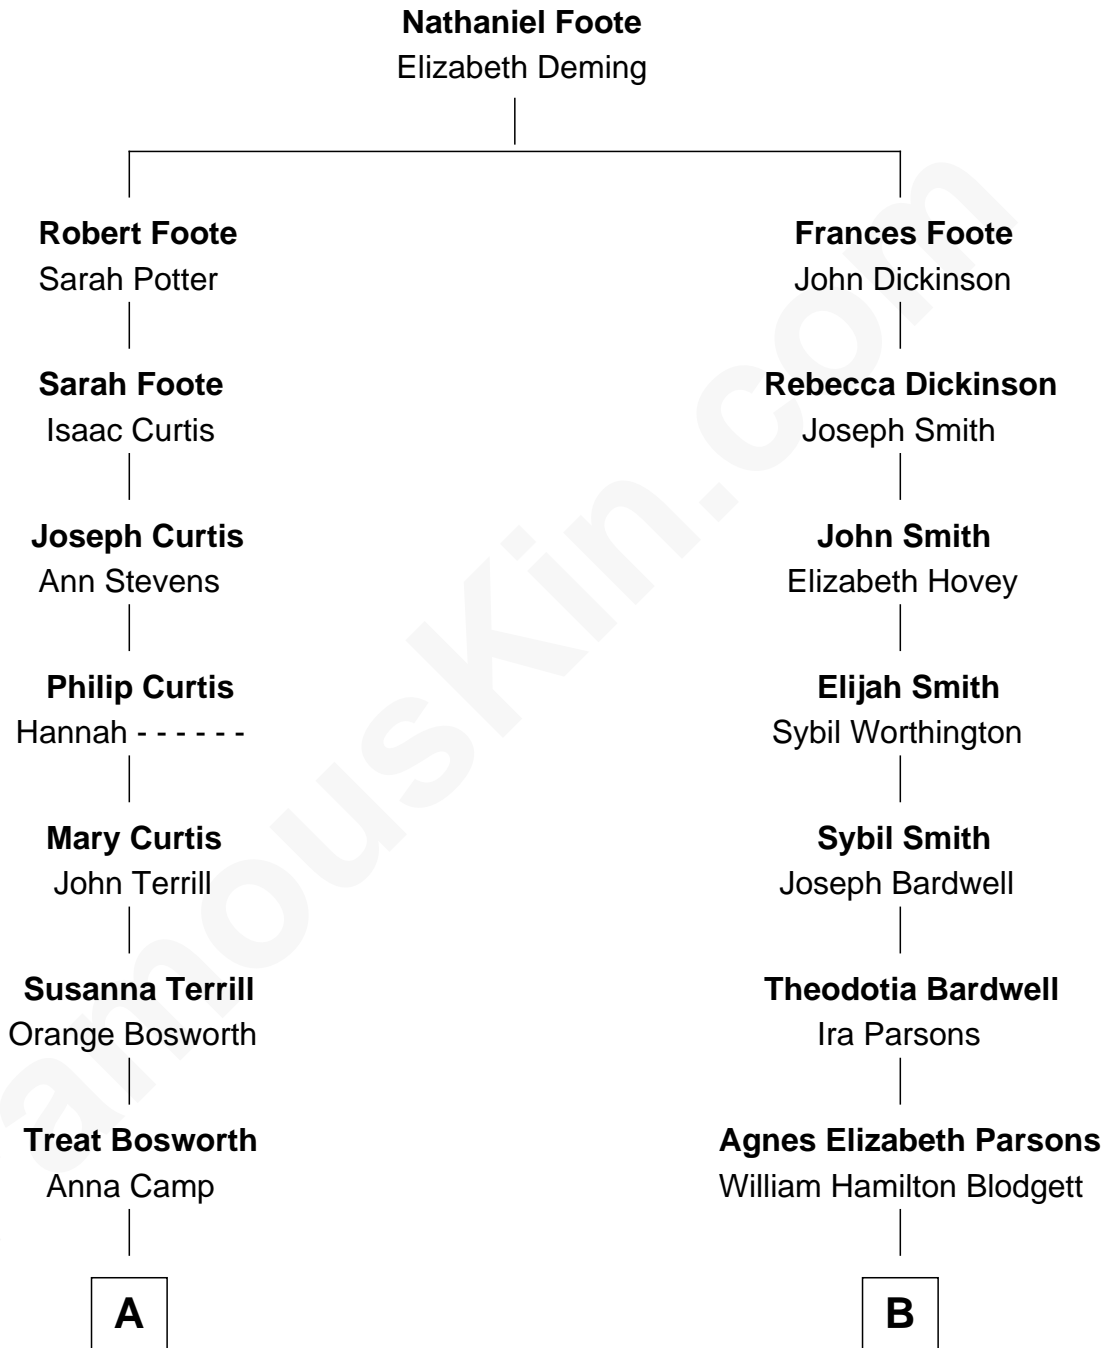 Nathaniel Foote
Elizabeth Deming
Robert Foote
Sarah Potter
Frances Foote
John Dickinson
Sarah Foote
Isaac Curtis
Rebecca Dickinson
Joseph Smith
Joseph Curtis
Ann Stevens
John Smith
Elizabeth Hovey
Philip Curtis
Hannah - - - - - -
Elijah Smith
Sybil Worthington
Mary Curtis
John Terrill
Sybil Smith
Joseph Bardwell
Susanna Terrill
Orange Bosworth
Theodotia Bardwell
Ira Parsons
Treat Bosworth
Anna Camp
Agnes Elizabeth Parsons
William Hamilton Blodgett
A
B
amouskin.com